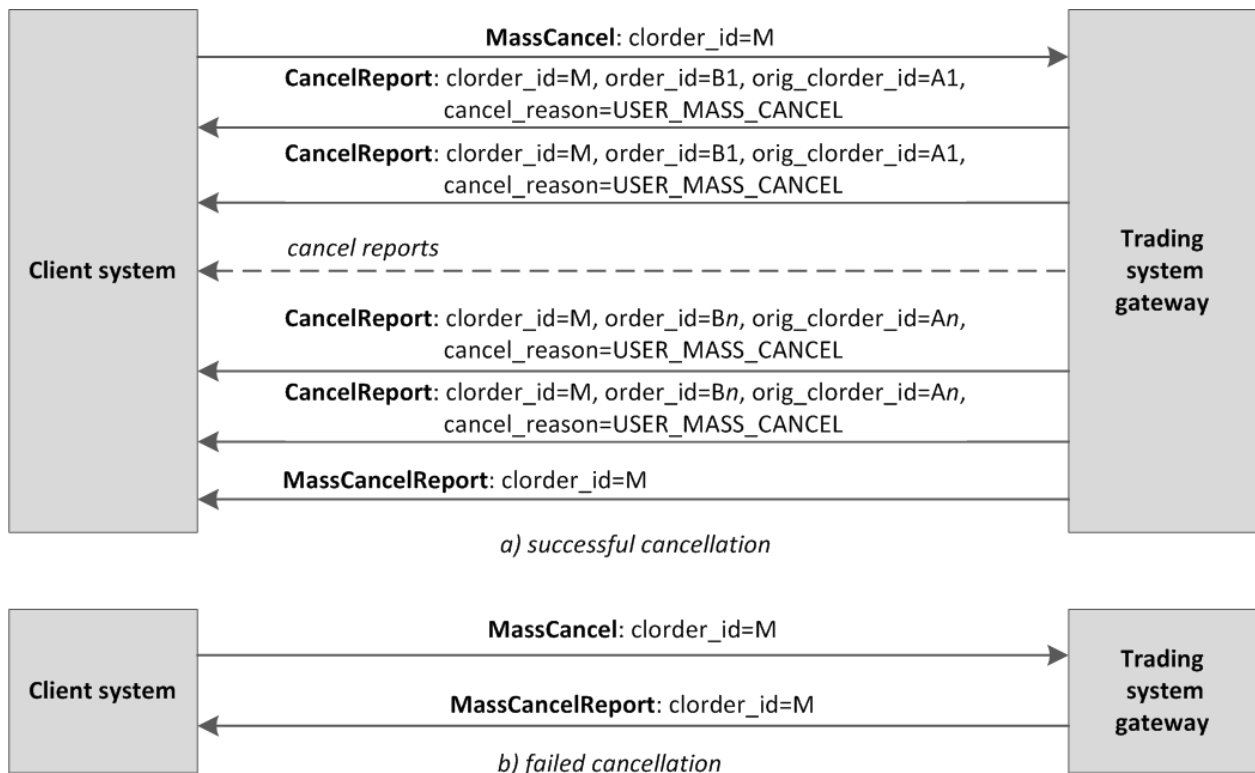 MassCancel: clorder_id=M
CancelReport: clorder_id=M, order_id=B1, orig_clorder_id=A1,
cancel_reason=USER_MASS_CANCEL
CancelReport: clorder_id=M, order_id=B1, orig_clorder_id=A1,
cancel_reason=USER_MASS_CANCEL
cancel reports
Client system
Trading
system
gateway
CancelReport: clorder_id=M, order_id=Bn, orig_clorder_id=An,
cancel_reason=USER_MASS_CANCEL
CancelReport: clorder_id=M, order_id=Bn, orig_clorder_id=An,
cancel_reason=USER_MASS_CANCEL
MassCancelReport: clorder_id=M
a) successful cancellation
MassCancel: clorder_id=M
Client system
Trading
system
gateway
MassCancelReport: clorder_id=M
b) failed cancellation